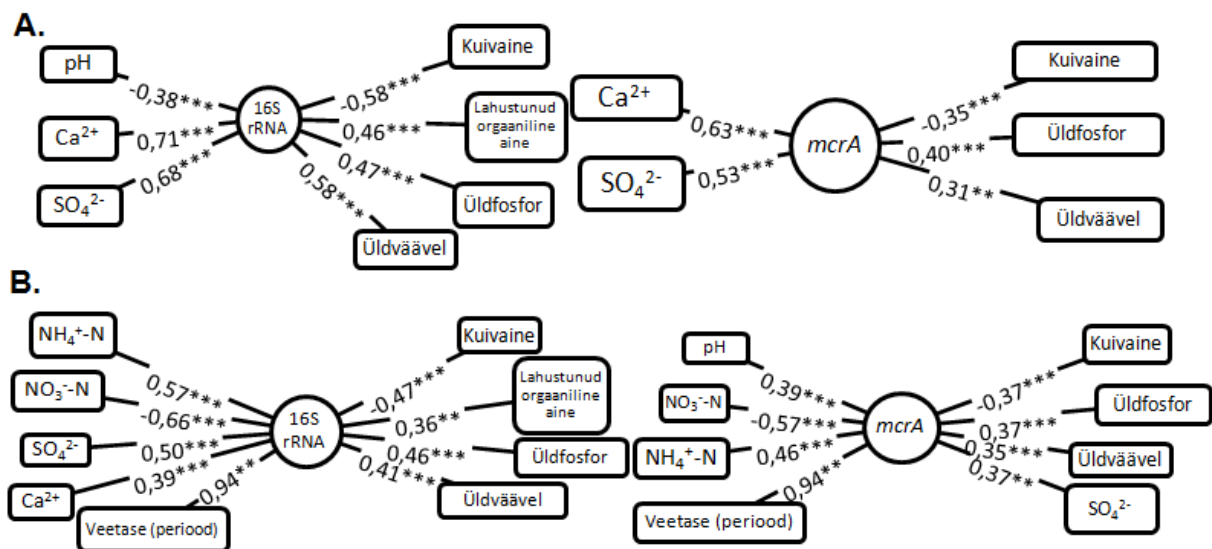 A.
pH
-0,38***
Ca²⁺
0,71***
SO₄²⁻
0,68***
16S
rRNA
Kuivaine
-0,58***
Lahustunud
orgaaniline
aine
0,46***
Üldfosfor
0,47***
Üldväävel
0,58***
Ca²⁺
0,63***
SO₄²⁻
0,53***
mcrA
Kuivaine
-0,35***
Üldfosfor
0,40***
Üldväävel
0,31**
B.
NH₄⁺-N
0,57***
NO₃⁻-N
-0,66***
SO₄²⁻
0,50***
Ca²⁺
0,39***
Veetase (periood)
0,94**
16S
rRNA
Kuivaine
-0,47***
Lahustunud
orgaaniline
aine
0,36**
Üldfosfor
0,46***
Üldväävel
0,41***
pH
0,39***
NO₃⁻-N
-0,57***
NH₄⁺-N
0,46***
Veetase (periood)
0,94**
mcrA
Kuivaine
-0,37***
Üldfosfor
0,37***
Üldväävel
0,35***
SO₄²⁻
0,37**